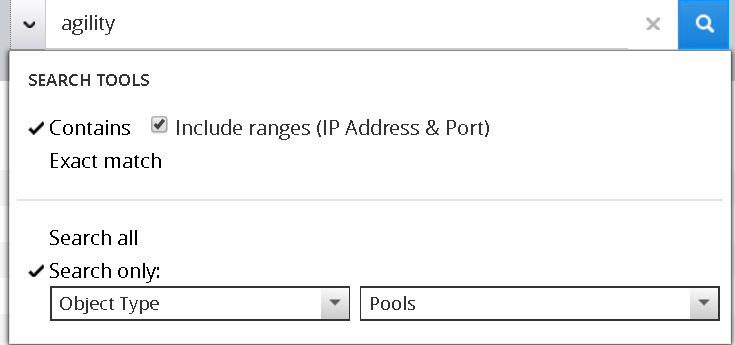 agility
SEARCH TOOLS
Contains Include ranges (IP Address & Port)
Exact match
Search all
Search only:
Object Type Pools